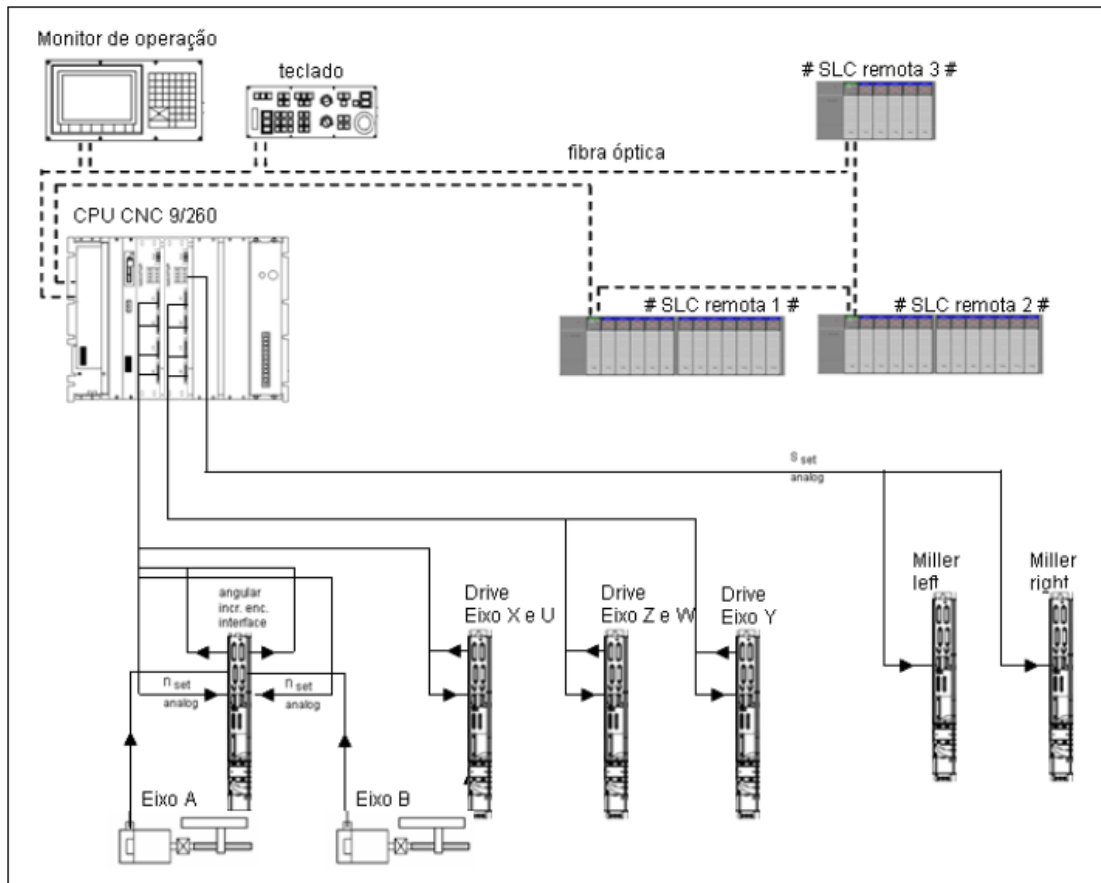 Monitor de operação
teclado
# SLC remota 3 #
fibra óptica
CPU CNC 9/260
# SLC remota 1 #
# SLC remota 2 #
s set
analog
Miller
left
Miller
right
angular
incr. enc.
interface
Drive
Eixo X e U
Drive
Eixo Z e W
Drive
Eixo Y
n set
analog
n set
analog
Eixo A
Eixo B